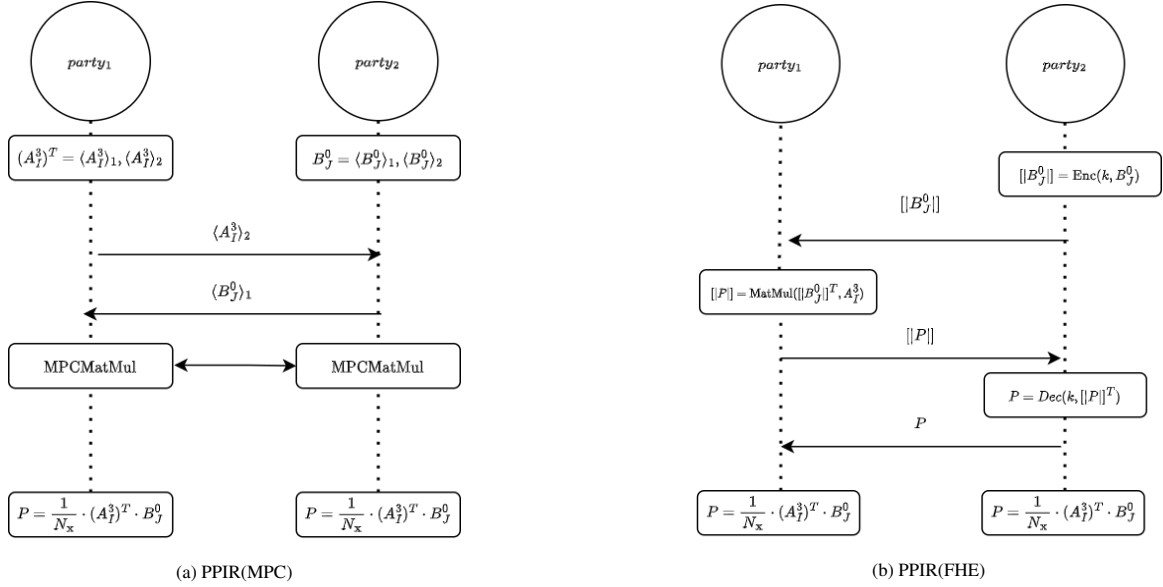 party₁
party₂
(A_I^3)^T = ⟨A_I^3⟩₁, ⟨A_I^3⟩₂
B_J^0 = ⟨B_J^0⟩₁, ⟨B_J^0⟩₂
⟨A_I^3⟩₂
⟨B_J^0⟩₁
MPCMatMul
MPCMatMul
P = 1/N_x · (A_I^3)^T · B_J^0
P = 1/N_x · (A_I^3)^T · B_J^0
(a) PPIR(MPC)
party₁
party₂
[|B_J^0|] = Enc(k, B_J^0)
[|B_J^0|]
[|P|] = MatMul([|B_J^0|]^T, A_I^3)
[|P|]
P = Dec(k, [|P|]^T)
P
P = 1/N_x · (A_I^3)^T · B_J^0
P = 1/N_x · (A_I^3)^T · B_J^0
(b) PPIR(FHE)